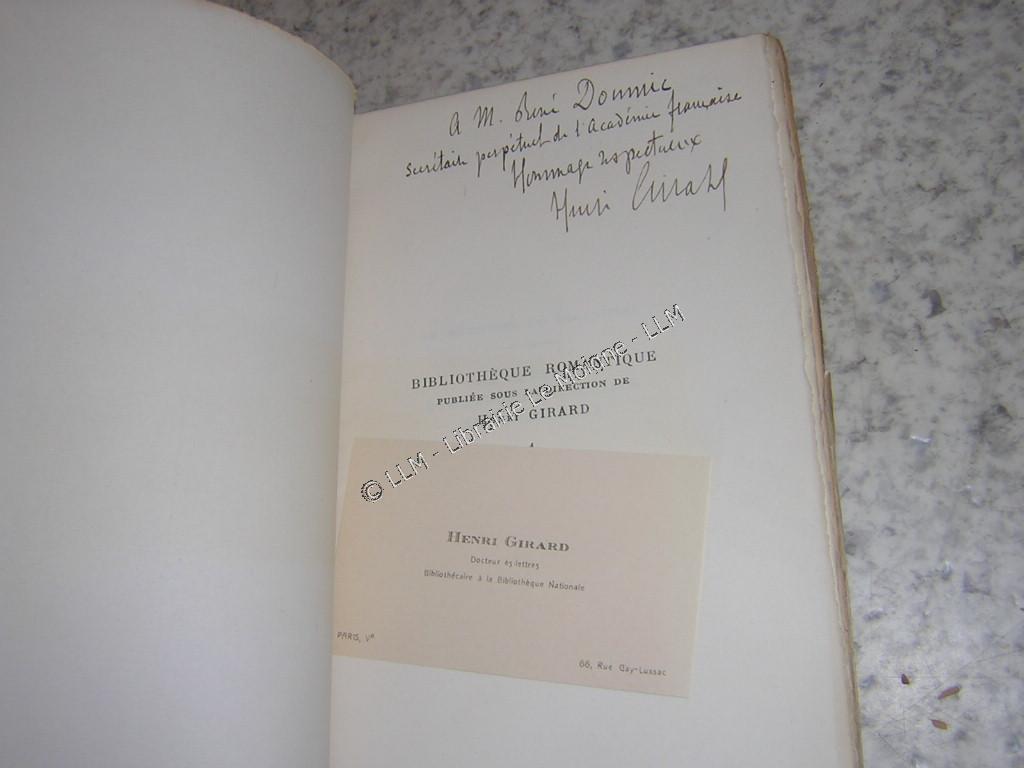 A M. René Doumic
secrétaire perpétuel de l'Académie française
Hommage respectueux
Henri Girard
BIBLIOTHÈQUE ROMANTIQUE
PUBLIÉE SOUS LA DIRECTION DE
HENRI GIRARD
© LLM - Librairie Le Moigne - LLM
HENRI GIRARD
Docteur ès-lettres
Bibliothécaire à la Bibliothèque Nationale
PARIS, Vᵉ
66, Rue Gay-Lussac